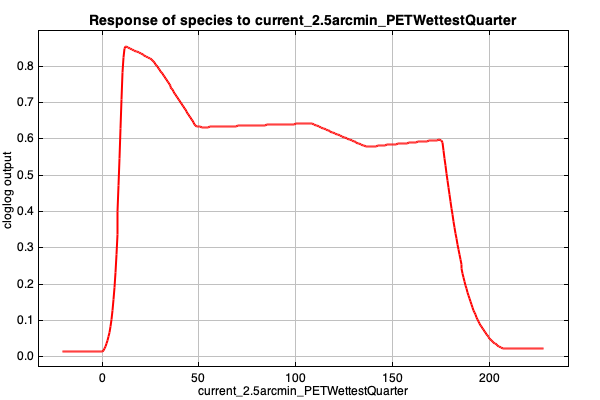 Response of species to current_2.5arcmin_PETWettestQuarter
0.8
0.7
0.6
0.5
0.4
0.3
0.2
0.1
0.0
cloglog output
0 50 100 150 200
current_2.5arcmin_PETWettestQuarter